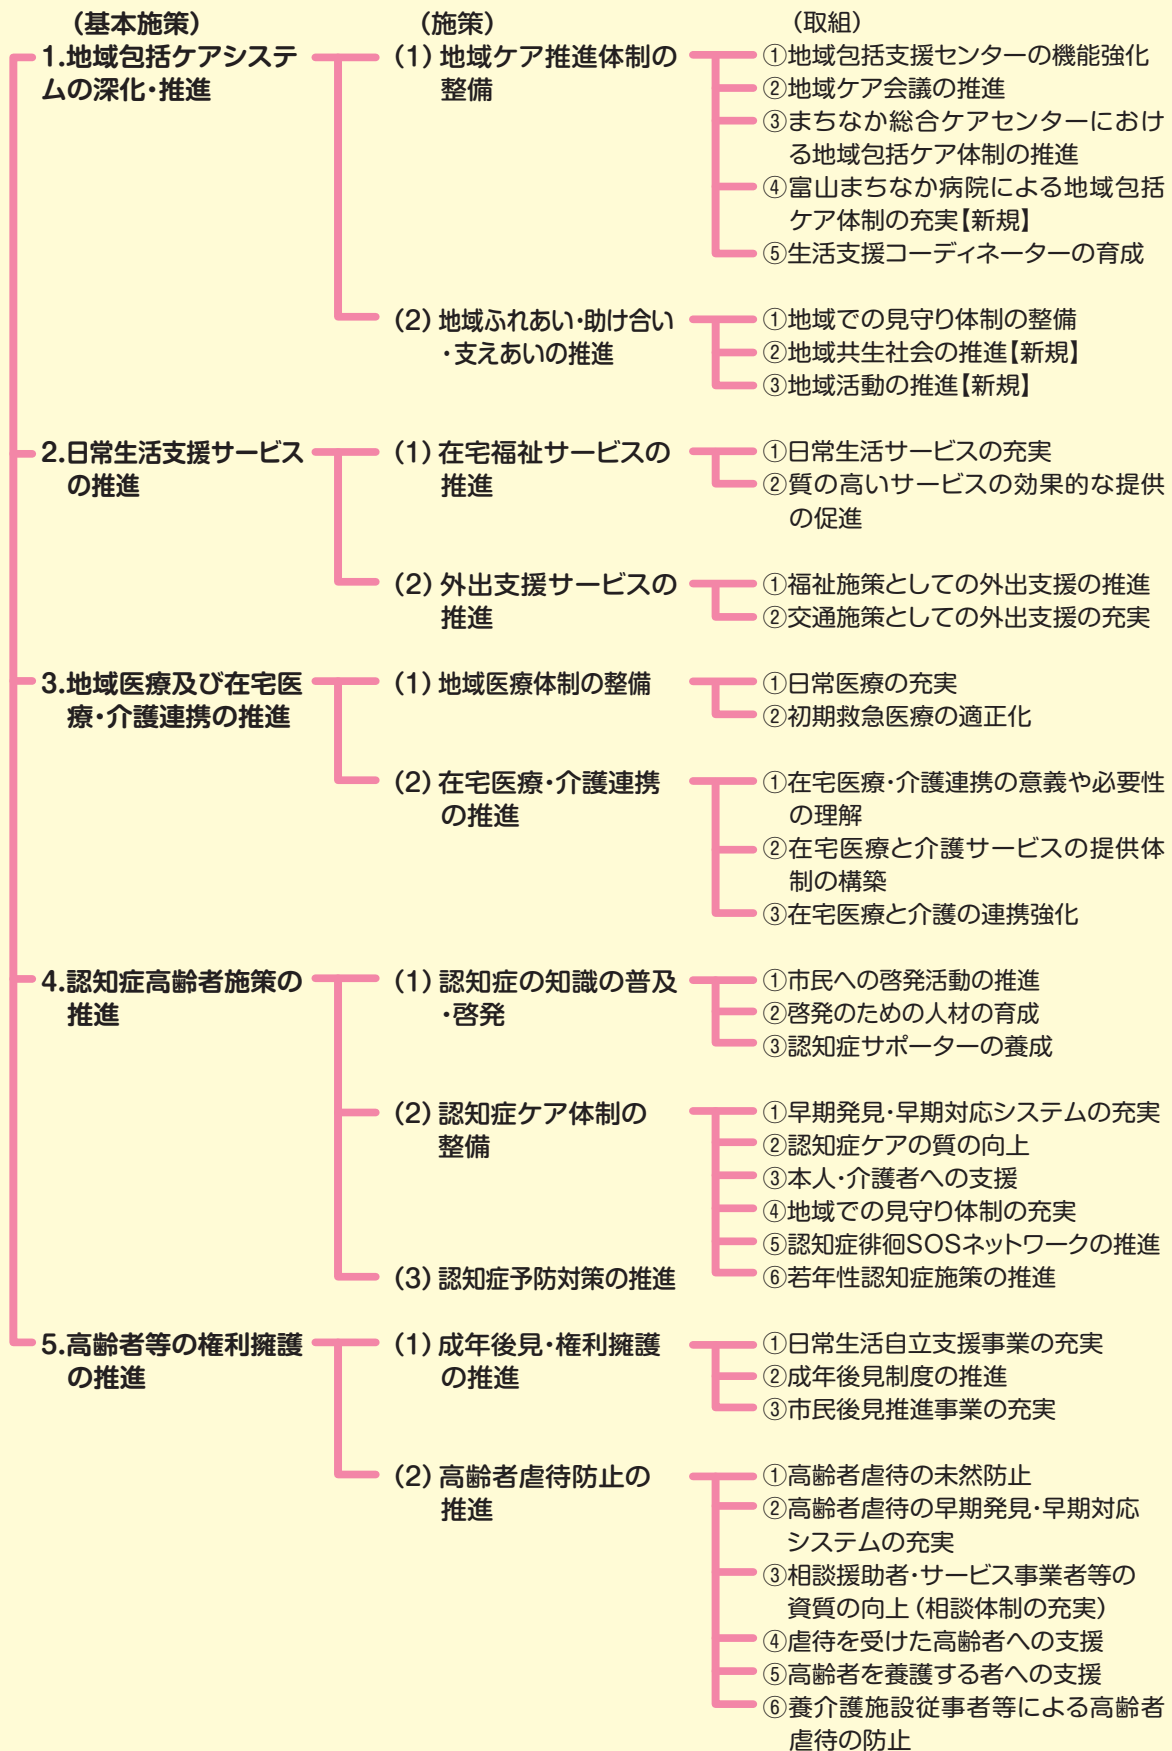 （基本施策）
（施策）
（取組）
1.地域包括ケアシステ
ムの深化・推進
（1）地域ケア推進体制の
整備
①地域包括支援センターの機能強化
②地域ケア会議の推進
③まちなか総合ケアセンターにおけ
る地域包括ケア体制の推進
④富山まちなか病院による地域包括
ケア体制の充実【新規】
⑤生活支援コーディネーターの育成
（2）地域ふれあい・助け合い
・支えあいの推進
①地域での見守り体制の整備
②地域共生社会の推進【新規】
③地域活動の推進【新規】
2.日常生活支援サービス
の推進
（1）在宅福祉サービスの
推進
①日常生活サービスの充実
②質の高いサービスの効果的な提供
の促進
（2）外出支援サービスの
推進
①福祉施策としての外出支援の推進
②交通施策としての外出支援の充実
3.地域医療及び在宅医
療・介護連携の推進
（1）地域医療体制の整備
①日常医療の充実
②初期救急医療の適正化
（2）在宅医療・介護連携
の推進
①在宅医療・介護連携の意義や必要性
の理解
②在宅医療と介護サービスの提供体
制の構築
③在宅医療と介護の連携強化
4.認知症高齢者施策の
推進
（1）認知症の知識の普及
・啓発
①市民への啓発活動の推進
②啓発のための人材の育成
③認知症サポーターの養成
（2）認知症ケア体制の
整備
①早期発見・早期対応システムの充実
②認知症ケアの質の向上
③本人・介護者への支援
④地域での見守り体制の充実
⑤認知症徘徊SOSネットワークの推進
⑥若年性認知症施策の推進
（3）認知症予防対策の推進
5.高齢者等の権利擁護
の推進
（1）成年後見・権利擁護
の推進
①日常生活自立支援事業の充実
②成年後見制度の推進
③市民後見推進事業の充実
（2）高齢者虐待防止の
推進
①高齢者虐待の未然防止
②高齢者虐待の早期発見・早期対応
システムの充実
③相談援助者・サービス事業者等の
資質の向上（相談体制の充実）
④虐待を受けた高齢者への支援
⑤高齢者を養護する者への支援
⑥養介護施設従事者等による高齢者
虐待の防止